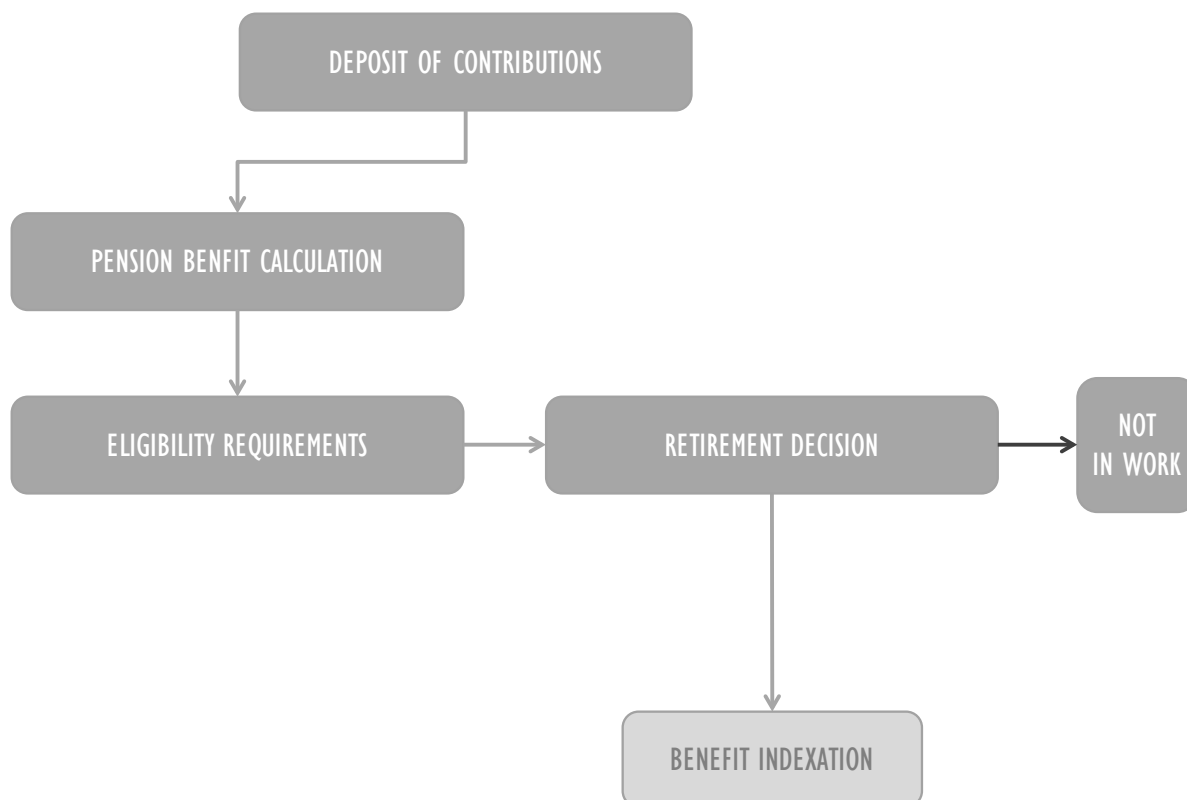 DEPOSIT OF CONTRIBUTIONS
PENSION BENFIT CALCULATION
ELIGIBILITY REQUIREMENTS
RETIREMENT DECISION
NOT
IN WORK
BENEFIT INDEXATION